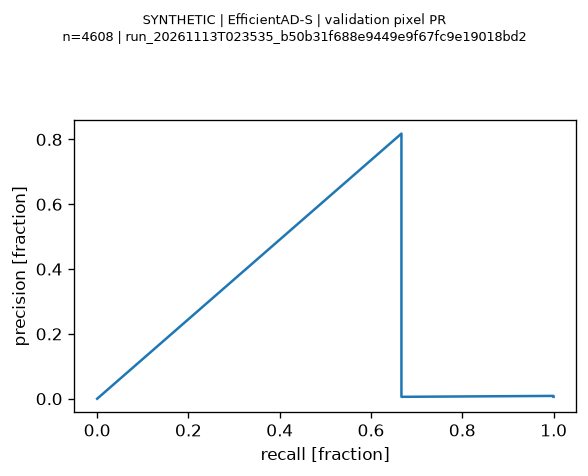 SYNTHETIC | EfficientAD-S | validation pixel PR
n=4608 | run_20261113T023535_b50b31f688e9449e9f67fc9e19018bd2
0.8
0.6
0.4
0.2
0.0
precision [fraction]
0.0 0.2 0.4 0.6 0.8 1.0
recall [fraction]